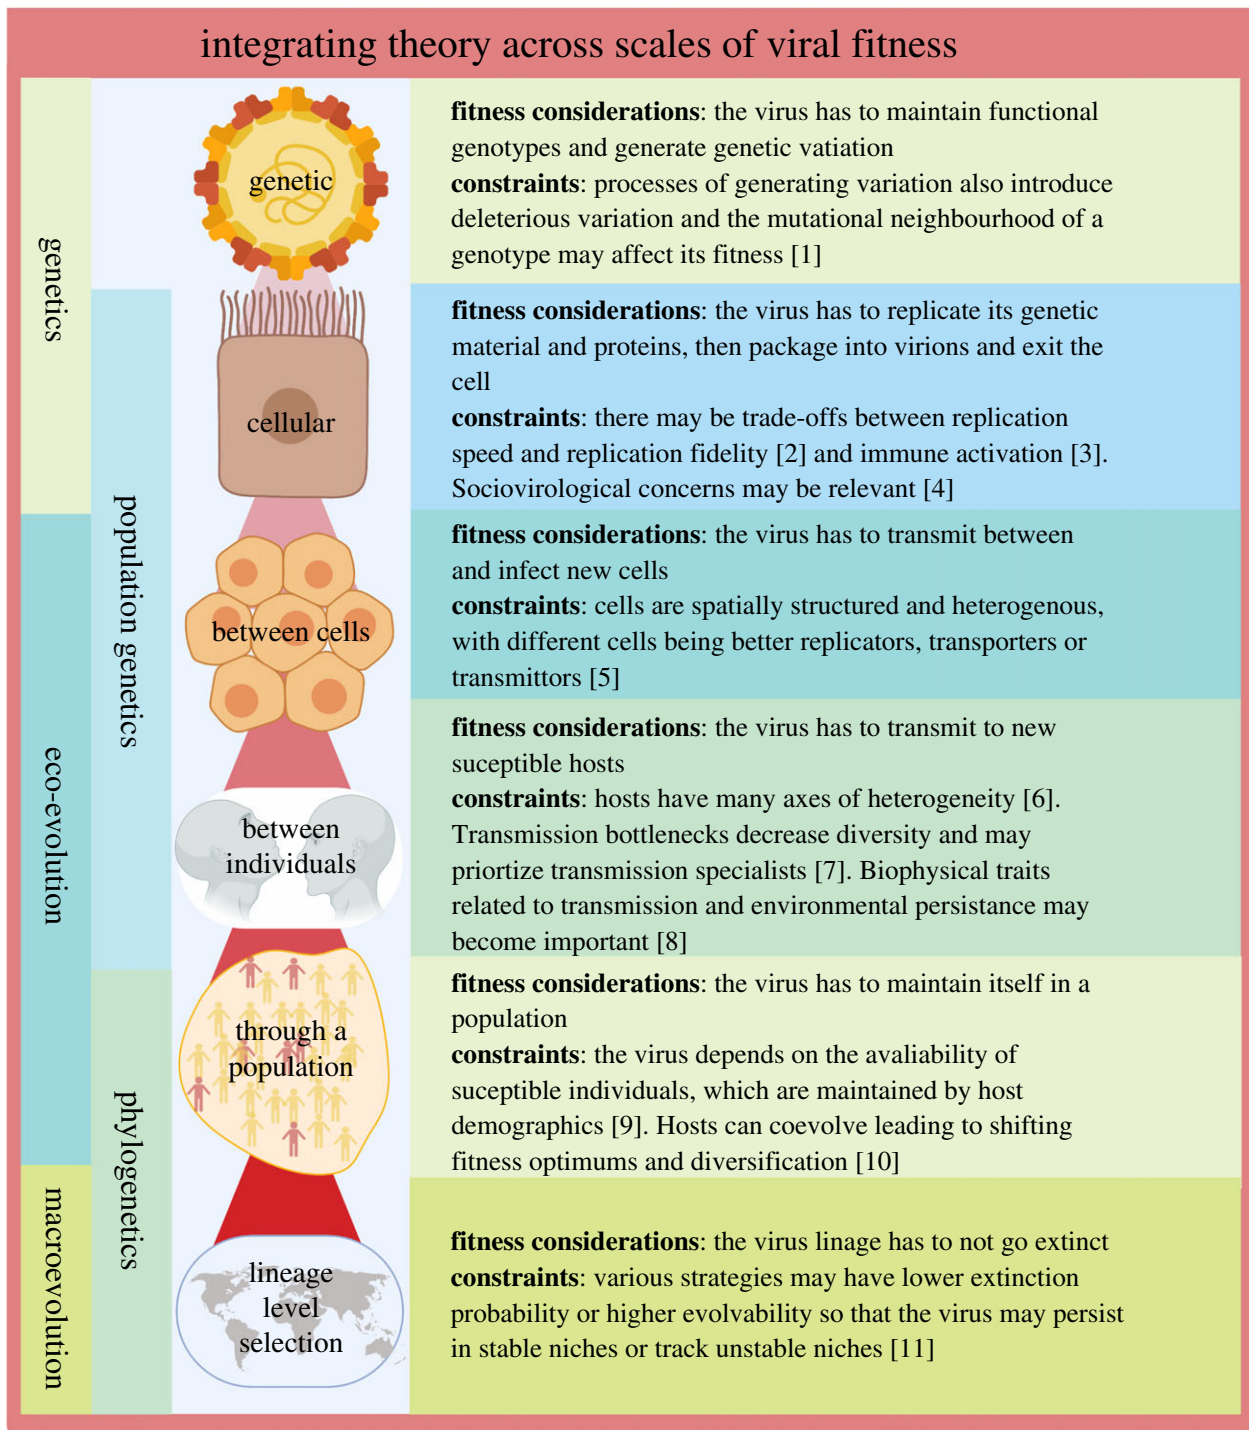 integrating theory across scales of viral fitness
genetics
eco-evolution
macroevolution
population genetics
phylogenetics
genetic
fitness considerations: the virus has to maintain functional
genotypes and generate genetic vatiation
constraints: processes of generating variation also introduce
deleterious variation and the mutational neighbourhood of a
genotype may affect its fitness [1]
cellular
fitness considerations: the virus has to replicate its genetic
material and proteins, then package into virions and exit the
cell
constraints: there may be trade-offs between replication
speed and replication fidelity [2] and immune activation [3].
Sociovirological concerns may be relevant [4]
between cells
fitness considerations: the virus has to transmit between
and infect new cells
constraints: cells are spatially structured and heterogenous,
with different cells being better replicators, transporters or
transmittors [5]
between
individuals
fitness considerations: the virus has to transmit to new
suceptible hosts
constraints: hosts have many axes of heterogeneity [6].
Transmission bottlenecks decrease diversity and may
priortize transmission specialists [7]. Biophysical traits
related to transmission and environmental persistance may
become important [8]
through a
population
fitness considerations: the virus has to maintain itself in a
population
constraints: the virus depends on the avaliability of
suceptible individuals, which are maintained by host
demographics [9]. Hosts can coevolve leading to shifting
fitness optimums and diversification [10]
lineage
level
selection
fitness considerations: the virus linage has to not go extinct
constraints: various strategies may have lower extinction
probability or higher evolvability so that the virus may persist
in stable niches or track unstable niches [11]